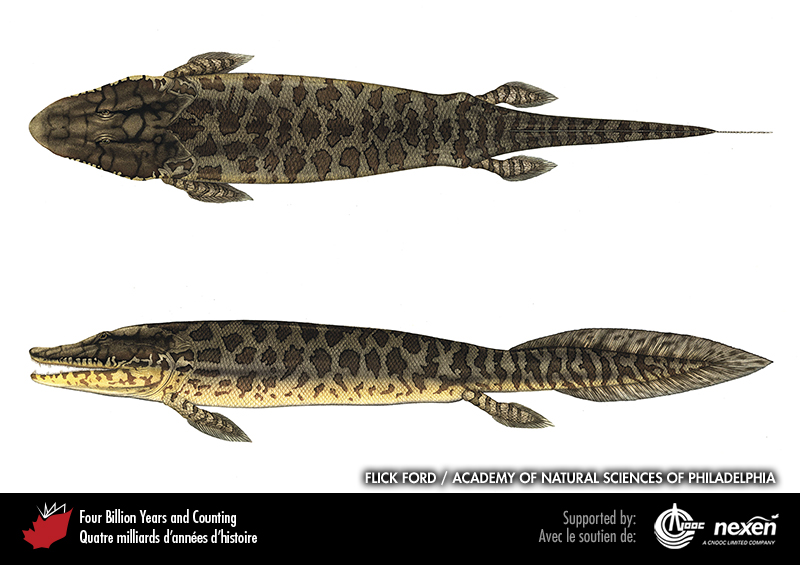 FLICK FORD / ACADEMY OF NATURAL SCIENCES OF PHILADELPHIA
Four Billion Years and Counting
Quatre milliards d'années d'histoire
Supported by:
Avec le soutien de:
CNOOC
nexen
A CNOOC LIMITED COMPANY